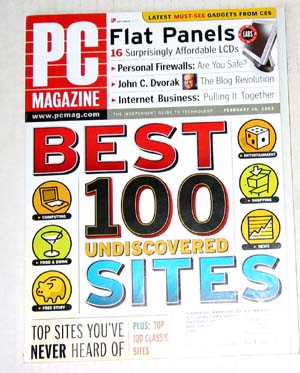 LATEST MUST-SEE GADGETS FROM CES
PC
MAGAZINE
www.pcmag.com
Flat Panels
16 Surprisingly Affordable LCDs
LABS
Personal Firewalls: Are You Safe?
John C. Dvorak The Blog Revolution
Internet Business: Pulling It Together
THE INDEPENDENT GUIDE TO TECHNOLOGY
FEBRUARY 26, 2002
BEST
100
UNDISCOVERED
SITES
COMPUTING
FOOD & DRINK
FREE STUFF
ENTERTAINMENT
SHOPPING
NEWS
TOP SITES YOU'VE
NEVER HEARD OF
PLUS: TOP
100 CLASSIC
SITES